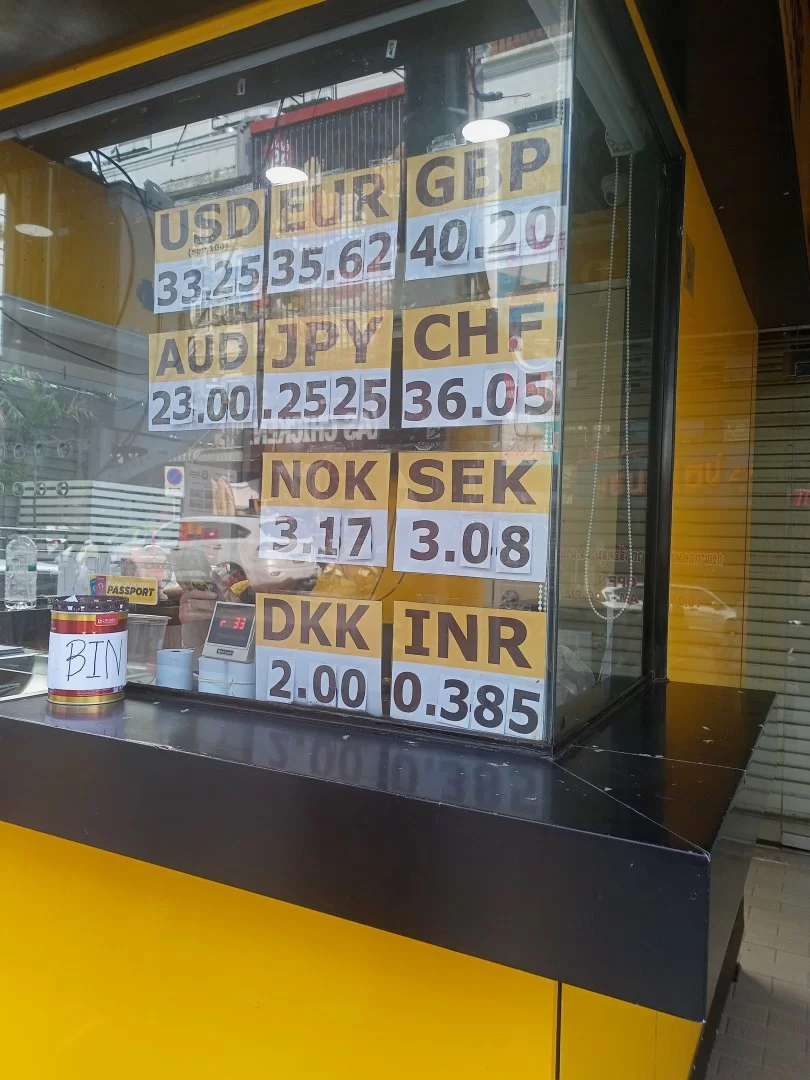 USD
EUR
GBP
33.25
35.62
40.20
AUD
JPY
CHF
23.00
.2525
36.05
NOK
SEK
3.17
3.08
PASSPORT
BIN
DKK
INR
2.00
0.385